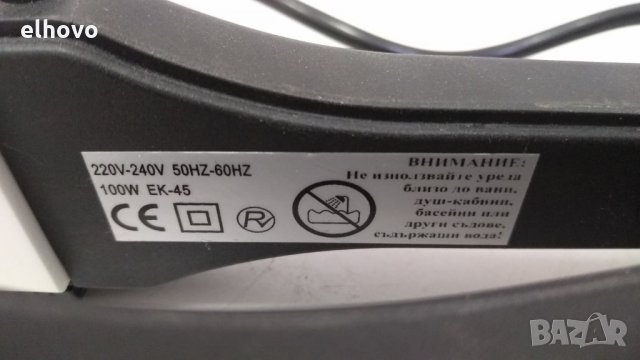 elhovo
220V-240V 50HZ-60HZ
100W EK-45
CE
ВНИМАНИЕ:
Не използвайте уреда
близо до вани,
душ-кабини,
басейни или
други съдове,
съдържащи вода!
BAZAR